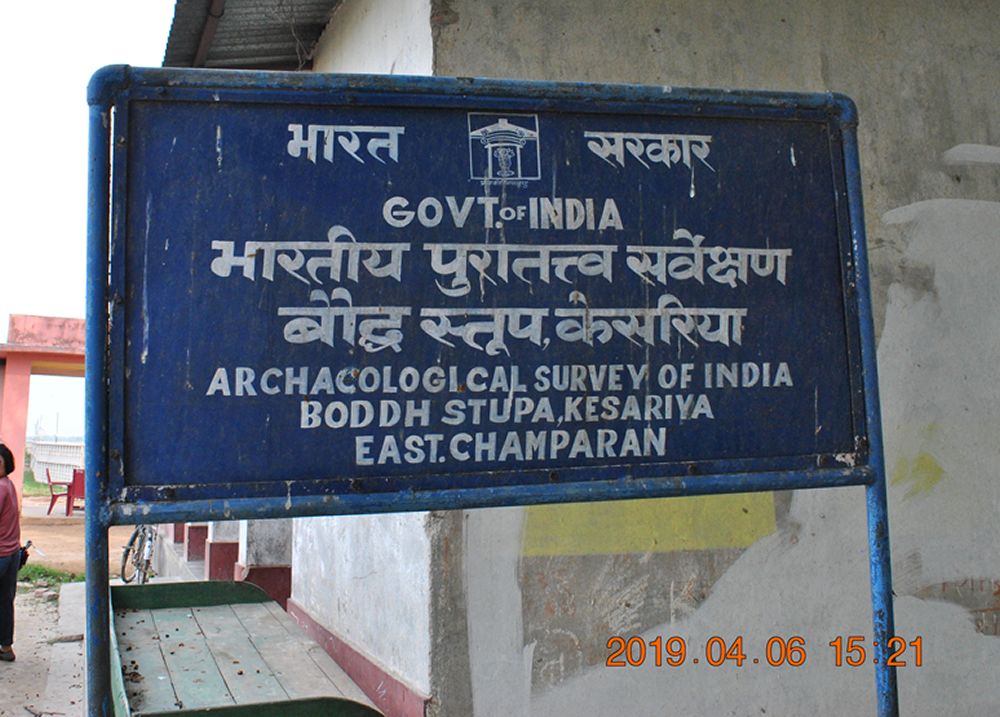 भारत सरकार
GOVT. OF INDIA
भारतीय पुरातत्त्व सर्वेक्षण
बौद्ध स्तूप, केसरिया
ARCHACOLOGICAL SURVEY OF INDIA
BODDH STUPA, KESARIYA
EAST. CHAMPARAN
2019.04.06 15:21